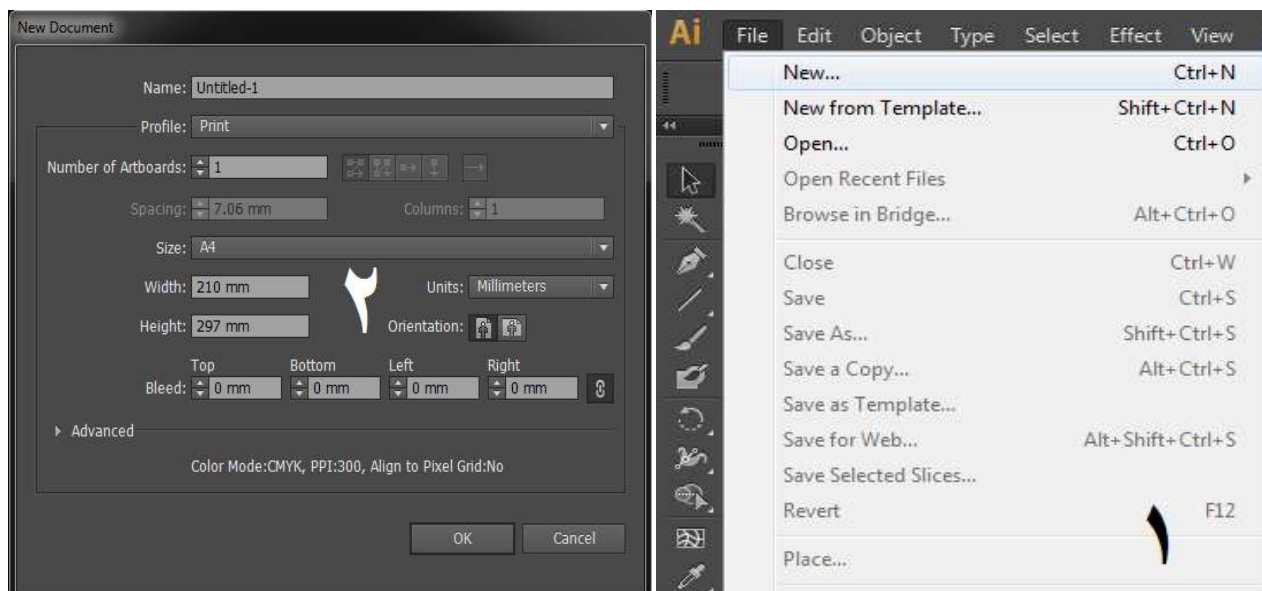 New Document
Name: Untitled-1
Profile: Print
Number of Artboards: 1
Spacing: 7.06 mm Columns: 1
Size: A4
Width: 210 mm Units: Millimeters
Height: 297 mm Orientation:
Top Bottom Left Right
Bleed: 0 mm 0 mm 0 mm 0 mm
Advanced
Color Mode:CMYK, PPI:300, Align to Pixel Grid:No
OK Cancel
٢
Ai File Edit Object Type Select Effect View
New... Ctrl+N
New from Template... Shift+Ctrl+N
Open... Ctrl+O
Open Recent Files
Browse in Bridge... Alt+Ctrl+O
Close Ctrl+W
Save Ctrl+S
Save As... Shift+Ctrl+S
Save a Copy... Alt+Ctrl+S
Save as Template...
Save for Web... Alt+Shift+Ctrl+S
Save Selected Slices...
Revert F12
Place...
١